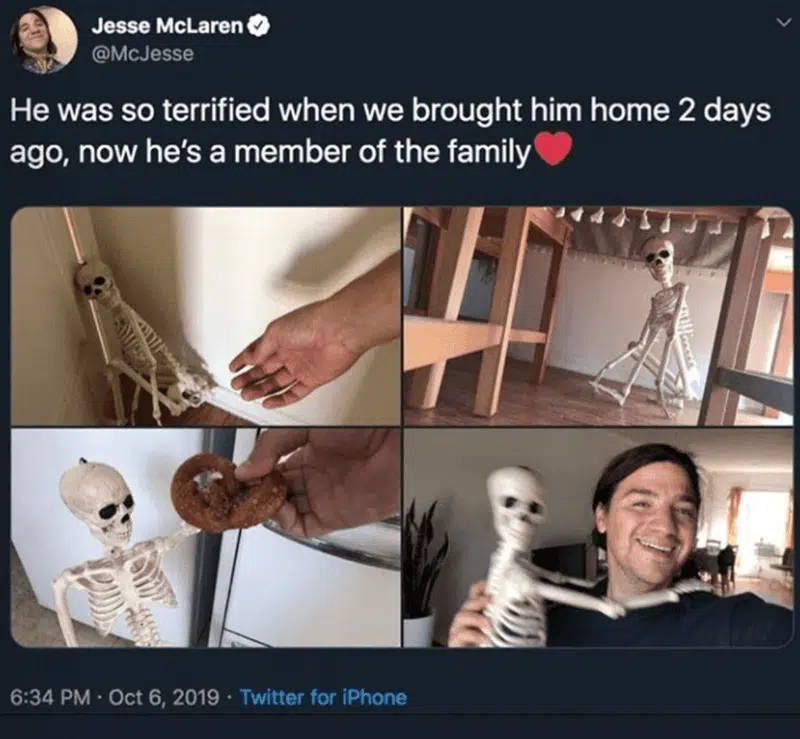 Jesse McLaren
@McJesse
He was so terrified when we brought him home 2 days
ago, now he's a member of the family❤️
6:34 PM · Oct 6, 2019 · Twitter for iPhone